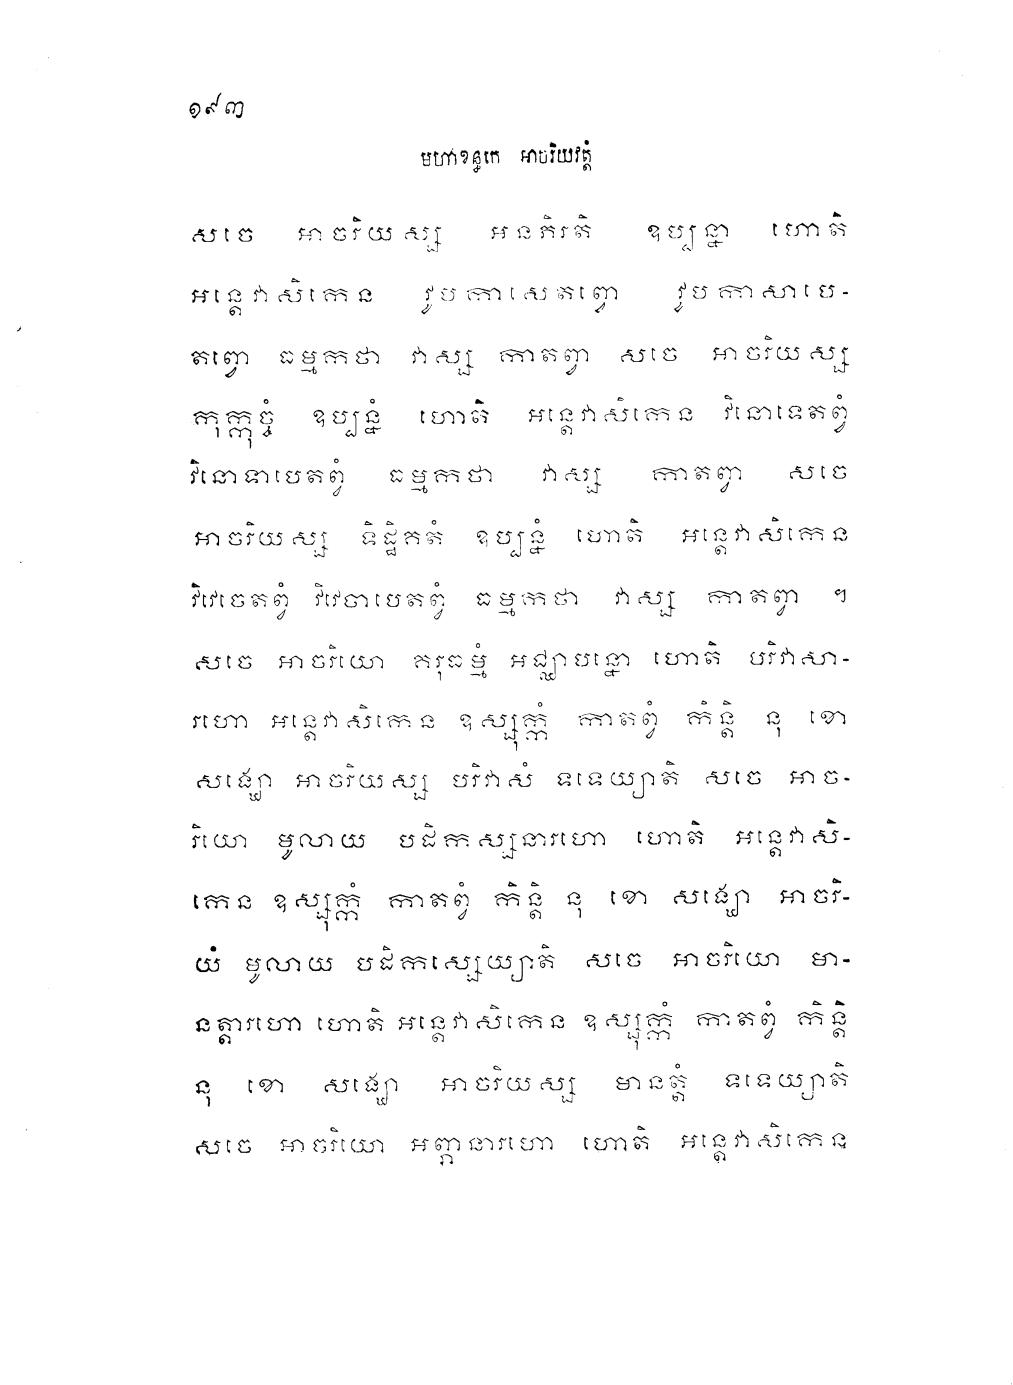 ១៩៣
មហាខន្ធកេ អាចរិយវត្តំ
សចេ អាចរិយស្ស អនភិរតិ ឧប្បន្នា ហោតិ
អន្តេវាសិកេន វូបកាសេតព្វោ វូបកាសាបេ-
តព្វោ ធម្មកថា វាស្ស កាតព្វា សចេ អាចរិយស្ស
កុក្កុច្ចំ ឧប្បន្នំ ហោតិ អន្តេវាសិកេន វិនោទេតព្វំ
វិនោទាបេតព្វំ ធម្មកថា វាស្ស កាតព្វា សចេ
អាចរិយស្ស ទិដ្ឋិគតំ ឧប្បន្នំ ហោតិ អន្តេវាសិកេន
វិវេចេតព្វំ វិវេចាបេតព្វំ ធម្មកថា វាស្ស កាតព្វា ។
សចេ អាចរិយោ គរុធម្មំ អជ្ឈាបន្នោ ហោតិ បរិវាសា-
រហោ អន្តេវាសិកេន ឧស្សុក្កំ កាតព្វំ កិន្តិ នុ ខោ
សង្ឃោ អាចរិយស្ស បរិវាសំ ទទេយ្យាតិ សចេ អាច-
រិយោ មូលាយ បដិកស្សនារហោ ហោតិ អន្តេវាសិ-
កេន ឧស្សុក្កំ កាតព្វំ កិន្តិ នុ ខោ សង្ឃោ អាចរិ-
យំ មូលាយ បដិកស្សេយ្យាតិ សចេ អាចរិយោ មា-
នត្តារហោ ហោតិ អន្តេវាសិកេន ឧស្សុក្កំ កាតព្វំ កិន្តិ
នុ ខោ សង្ឃោ អាចរិយស្ស មានត្តំ ទទេយ្យាតិ
សចេ អាចរិយោ អព្ភានារហោ ហោតិ អន្តេវាសិកេន